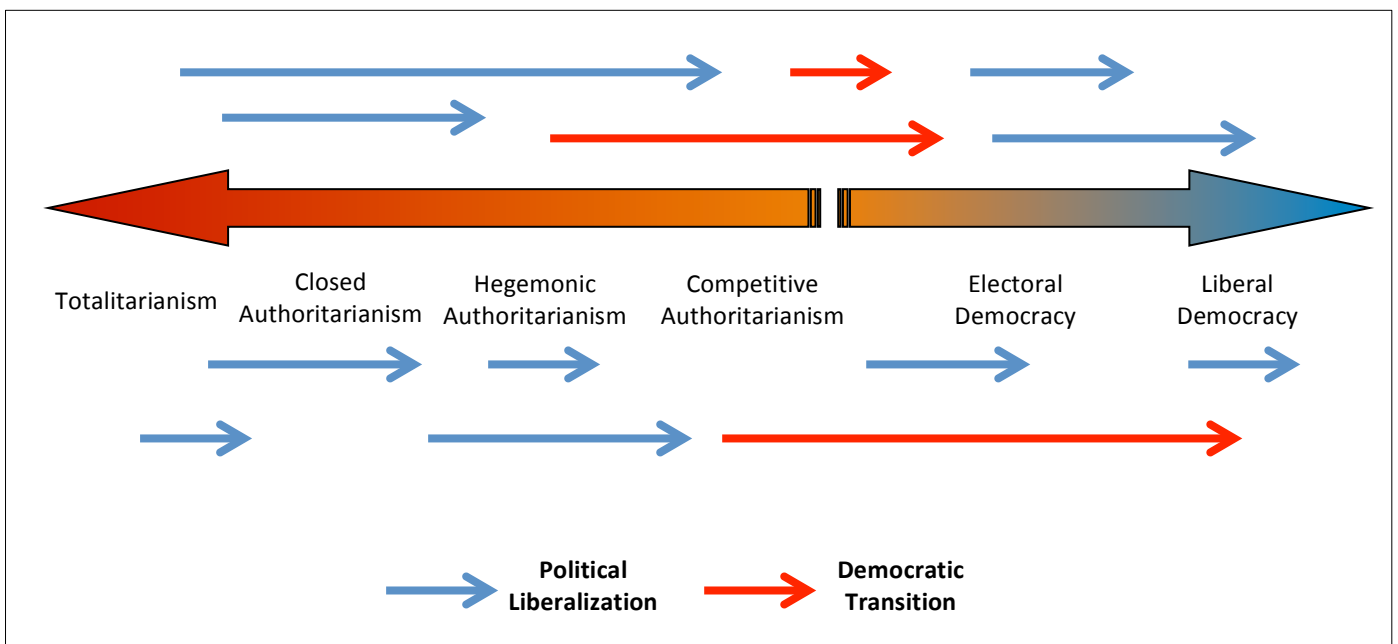 Totalitarianism
Closed
Authoritarianism
Hegemonic
Authoritarianism
Competitive
Authoritarianism
Electoral
Democracy
Liberal
Democracy
Political
Liberalization
Democratic
Transition